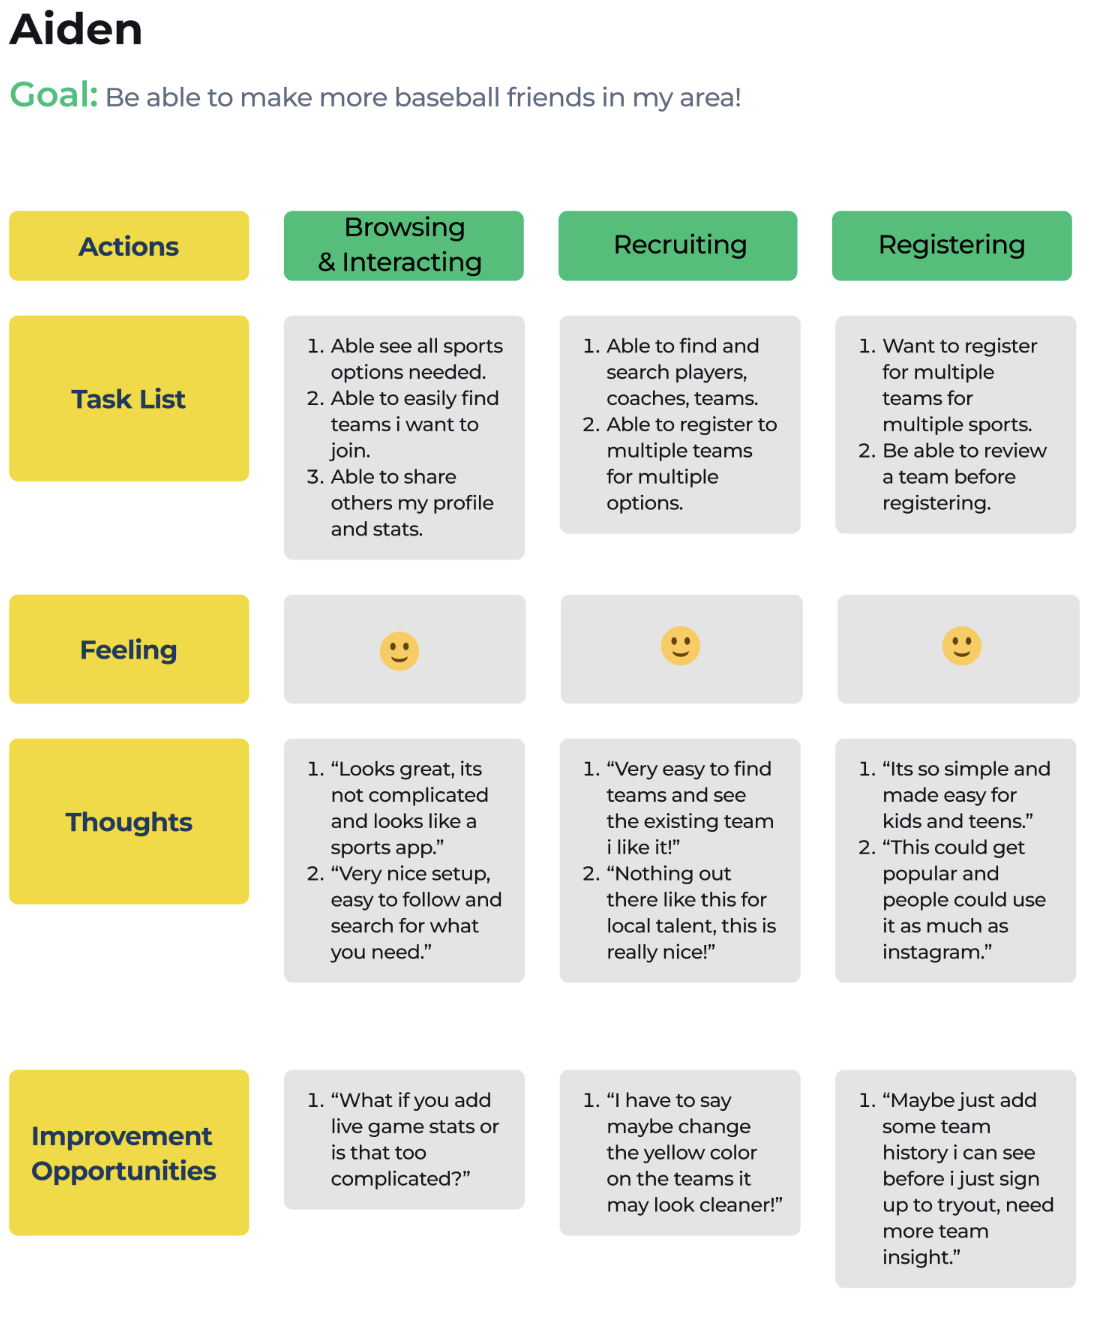 Aiden
Goal: Be able to make more baseball friends in my area!
Actions
Browsing
& Interacting
Recruiting
Registering
Task List
1. Able see all sports
options needed.
2. Able to easily find
teams i want to
join.
3. Able to share
others my profile
and stats.
1. Able to find and
search players,
coaches, teams.
2. Able to register to
multiple teams
for multiple
options.
1. Want to register
for multiple
teams for
multiple sports.
2. Be able to review
a team before
registering.
Feeling
Thoughts
1. “Looks great, its
not complicated
and looks like a
sports app.”
2. “Very nice setup,
easy to follow and
search for what
you need.”
1. “Very easy to find
teams and see
the existing team
i like it!”
2. “Nothing out
there like this for
local talent, this is
really nice!”
1. “Its so simple and
made easy for
kids and teens.”
2. “This could get
popular and
people could use
it as much as
instagram.”
Improvement
Opportunities
1. “What if you add
live game stats or
is that too
complicated?”
1. “I have to say
maybe change
the yellow color
on the teams it
may look cleaner!”
1. “Maybe just add
some team
history i can see
before i just sign
up to tryout, need
more team
insight.”